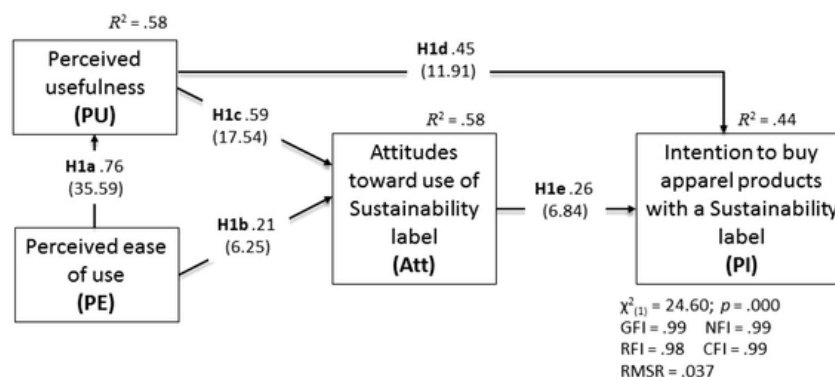 R² = .58
Perceived
usefulness
(PU)
H1d .45
(11.91)
H1c .59
(17.54)
R² = .58
R² = .44
H1a .76
(35.59)
Attitudes
toward use of
Sustainability
label
(Att)
H1e .26
(6.84)
Intention to buy
apparel products
with a Sustainability
label
(PI)
H1b .21
(6.25)
Perceived ease
of use
(PE)
χ²(1) = 24.60; p = .000
GFI = .99 NFI = .99
RFI = .98 CFI = .99
RMSR = .037